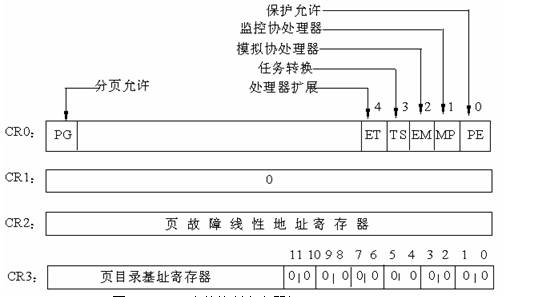 保护允许
监控协处理器
模拟协处理器
任务转换
分页允许
处理器扩展
4 3 2 1 0
CR0: PG ET TS EM MP PE
CR1: 0
CR2: 页故障线性地址寄存器
11 10 9 8 7 6 5 4 3 2 1 0
CR3: 页目录基址寄存器 0 0 0 0 0 0 0 0 0 0 0 0